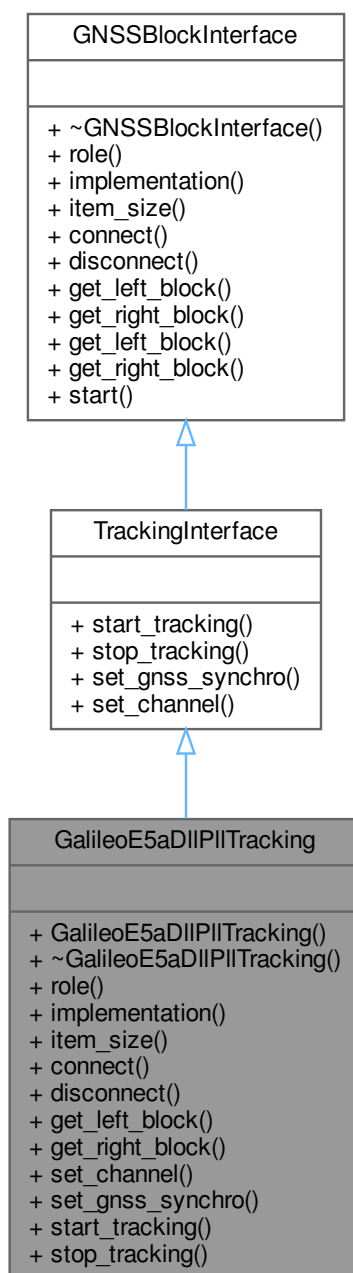 GNSSBlockInterface
+ ~GNSSBlockInterface()
+ role()
+ implementation()
+ item_size()
+ connect()
+ disconnect()
+ get_left_block()
+ get_right_block()
+ get_left_block()
+ get_right_block()
+ start()
TrackingInterface
+ start_tracking()
+ stop_tracking()
+ set_gnss_synchro()
+ set_channel()
GalileoE5aDllPllTracking
+ GalileoE5aDllPllTracking()
+ ~GalileoE5aDllPllTracking()
+ role()
+ implementation()
+ item_size()
+ connect()
+ disconnect()
+ get_left_block()
+ get_right_block()
+ set_channel()
+ set_gnss_synchro()
+ start_tracking()
+ stop_tracking()